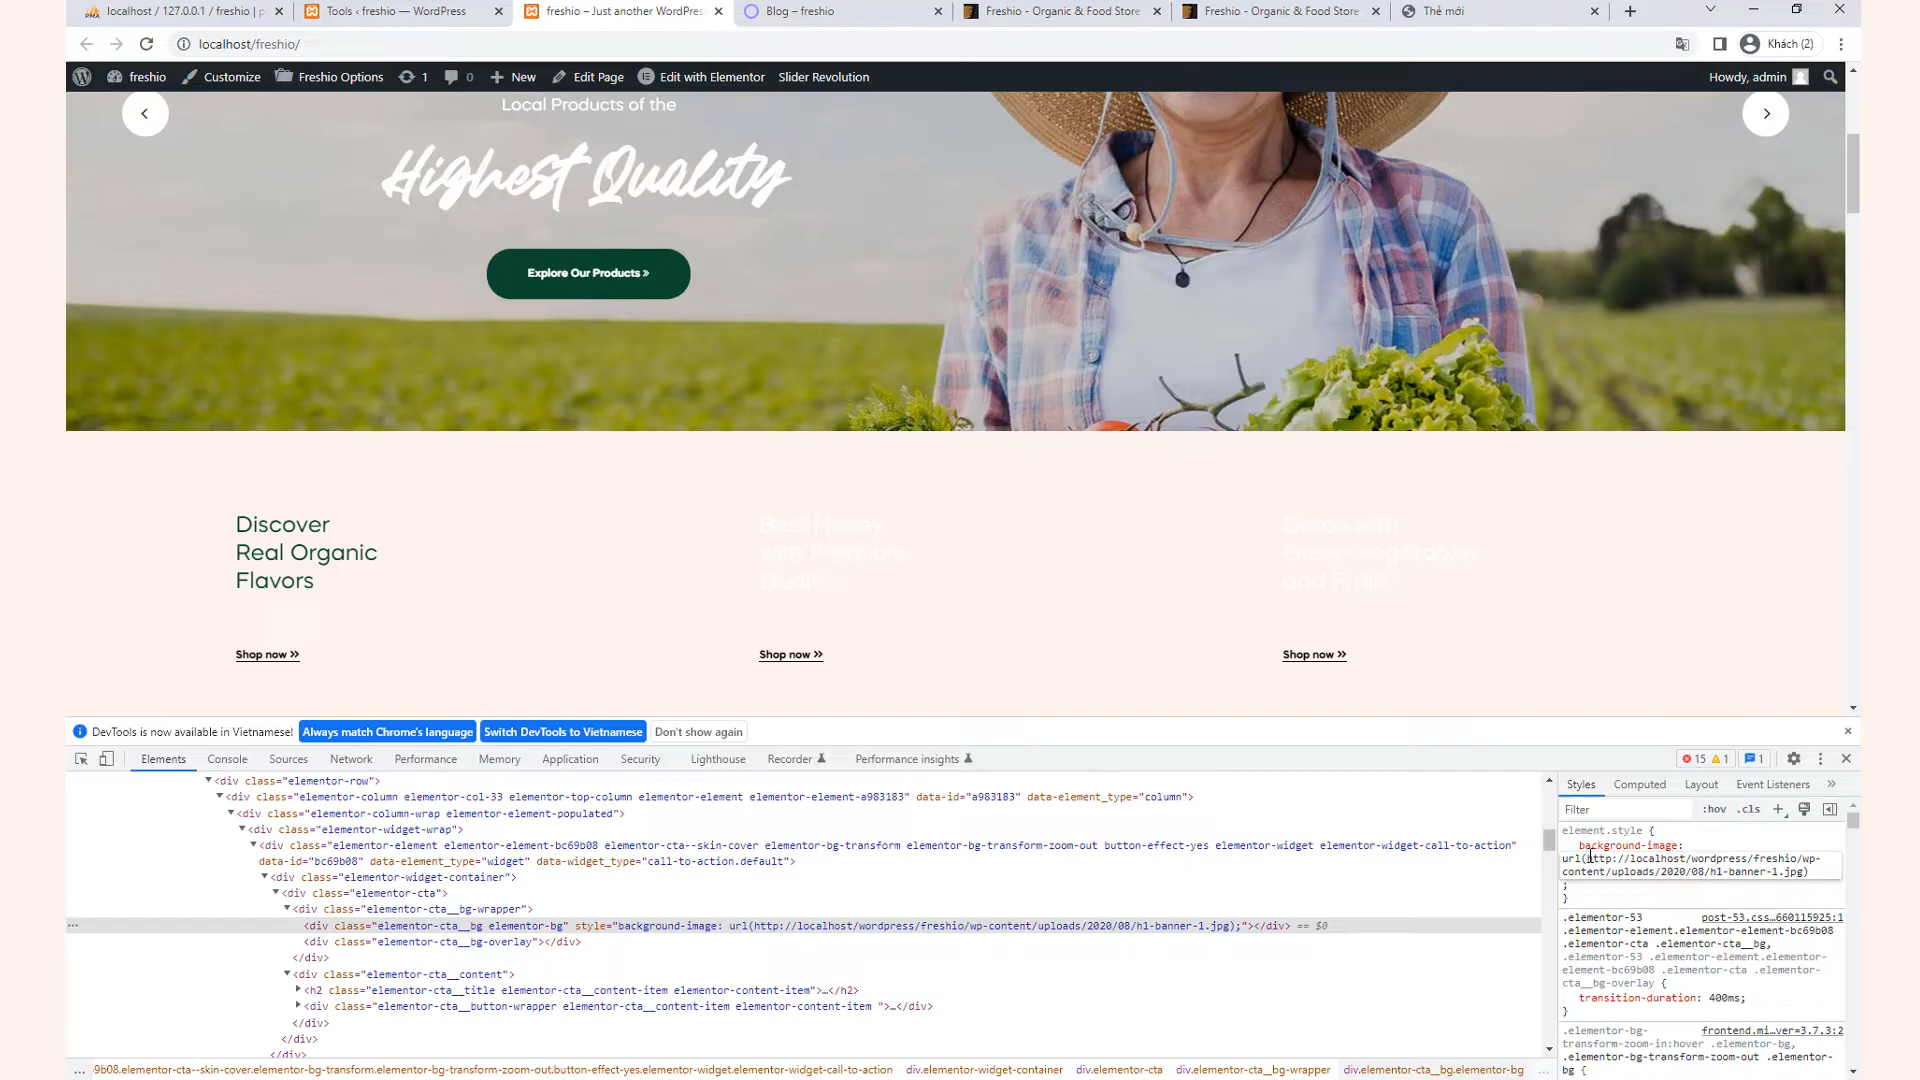 localhost / 127.0.0.1 / freshio | p
Tools ‹ freshio — WordPress
freshio – Just another WordPres
Blog – freshio
Freshio - Organic & Food Store
Freshio - Organic & Food Store
Thẻ mới
localhost/freshio/
Khách (2)
freshio
Customize
Freshio Options
1
0
New
Edit Page
Edit with Elementor
Slider Revolution
Howdy, admin
Local Products of the
Highest Quality
Explore Our Products »
Discover
Real Organic
Flavors
Best Honey
with Premium
Quality
Detox with
Green Vegetables
and Fruits
Shop now »
Shop now »
Shop now »
DevTools is now available in Vietnamese!
Always match Chrome's language
Switch DevTools to Vietnamese
Don't show again
Elements
Console
Sources
Network
Performance
Memory
Application
Security
Lighthouse
Recorder
Performance insights
15
1
1
<div class="elementor-row">
<div class="elementor-column elementor-col-33 elementor-top-column elementor-element elementor-element-a983183" data-id="a983183" data-element_type="column">
<div class="elementor-column-wrap elementor-element-populated">
<div class="elementor-widget-wrap">
<div class="elementor-element elementor-element-bc69b08 elementor-cta--skin-cover elementor-bg-transform elementor-bg-transform-zoom-out button-effect-yes elementor-widget elementor-widget-call-to-action"
data-id="bc69b08" data-element_type="widget" data-widget_type="call-to-action.default">
<div class="elementor-widget-container">
<div class="elementor-cta">
<div class="elementor-cta__bg-wrapper">
... <div class="elementor-cta__bg elementor-bg" style="background-image: url(http://localhost/wordpress/freshio/wp-content/uploads/2020/08/h1-banner-1.jpg);"></div> == $0
<div class="elementor-cta__bg-overlay"></div>
</div>
<div class="elementor-cta__content">
<h2 class="elementor-cta__title elementor-cta__content-item elementor-content-item">…</h2>
<div class="elementor-cta__button-wrapper elementor-cta__content-item elementor-content-item ">…</div>
</div>
</div>
</div>
... 9b08.elementor-cta--skin-cover.elementor-bg-transform.elementor-bg-transform-zoom-out.button-effect-yes.elementor-widget.elementor-widget-call-to-action
div.elementor-widget-container
div.elementor-cta
div.elementor-cta__bg-wrapper
div.elementor-cta__bg.elementor-bg
...
Styles
Computed
Layout
Event Listeners
Filter
:hov
.cls
element.style {
background-image:
url(http://localhost/wordpress/freshio/wp-
content/uploads/2020/08/h1-banner-1.jpg)
;
}
.elementor-53
post-53.css…660115925:1
.elementor-element.elementor-element-bc69b08
.elementor-cta .elementor-cta__bg,
.elementor-53 .elementor-element.elementor-
element-bc69b08 .elementor-cta .elementor-
cta__bg-overlay {
transition-duration: 400ms;
}
.elementor-bg-
frontend.mi…ver=3.7.3:2
transform-zoom-in:hover .elementor-bg,
.elementor-bg-transform-zoom-out .elementor-
bg {